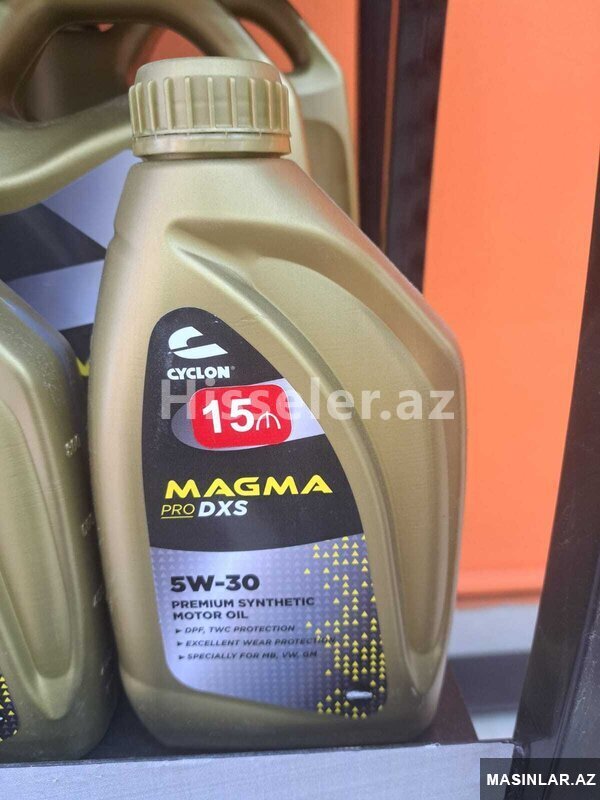 CYCLON
Hisseler.az
15₼
MAGMA
PRO DXS
5W-30
PREMIUM SYNTHETIC
MOTOR OIL
► DPF, TWC PROTECTION
► EXCELLENT WEAR PROTECTION
► SPECIALLY FOR MB, VW, GM
MASINLAR.AZ